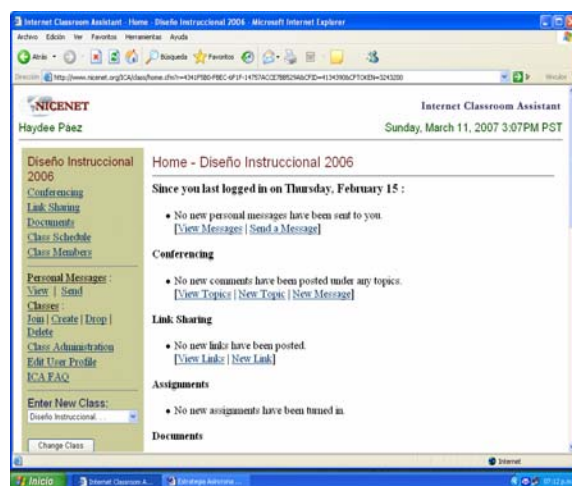 Internet Classroom Assistant - Home - Diseño Instruccional 2006 - Microsoft Internet Explorer
Archivo Edición Ver Favoritos Herramientas Ayuda
Atrás Búsqueda Favoritos
Dirección Ir Vínculos
NICENET Internet Classroom Assistant
Haydee Páez Sunday, March 11, 2007 3:07PM PST
Diseño Instruccional
2006
Conferencing
Link Sharing
Documents
Class Schedule
Class Members
Personal Messages :
View | Send
Classes :
Join | Create | Drop |
Delete
Class Administration
Edit User Profile
ICA FAQ
Enter New Class:
Diseño Instruccional. . .
Change Class
Home - Diseño Instruccional 2006
Since you last logged in on Thursday, February 15 :
• No new personal messages have been sent to you.
[View Messages | Send a Message]
Conferencing
• No new comments have been posted under any topics.
[View Topics | New Topic | New Message]
Link Sharing
• No new links have been posted.
[View Links | New Link]
Assignments
• No new assignments have been turned in.
Documents
Internet
Inicio Internet Classroom A... 07:12 p.m.